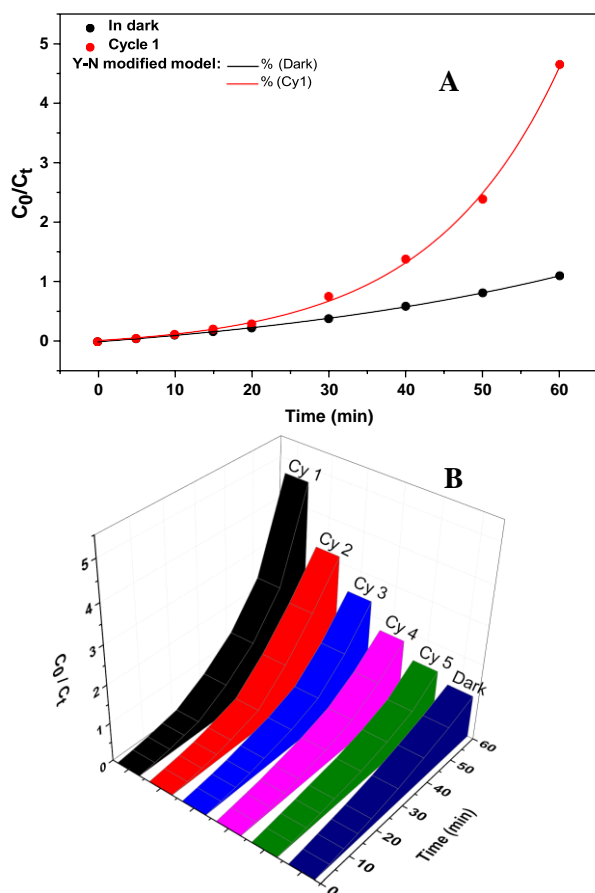 In dark
Cycle 1
Y-N modified model:
% (Dark)
% (Cy1)
A
5
4
3
2
1
0
C0/Ct
0
10
20
30
40
50
60
Time (min)
B
Cy 1
Cy 2
Cy 3
Cy 4
Cy 5
Dark
5
4
3
2
1
0
C0 / Ct
60
50
40
30
20
10
0
Time (min)